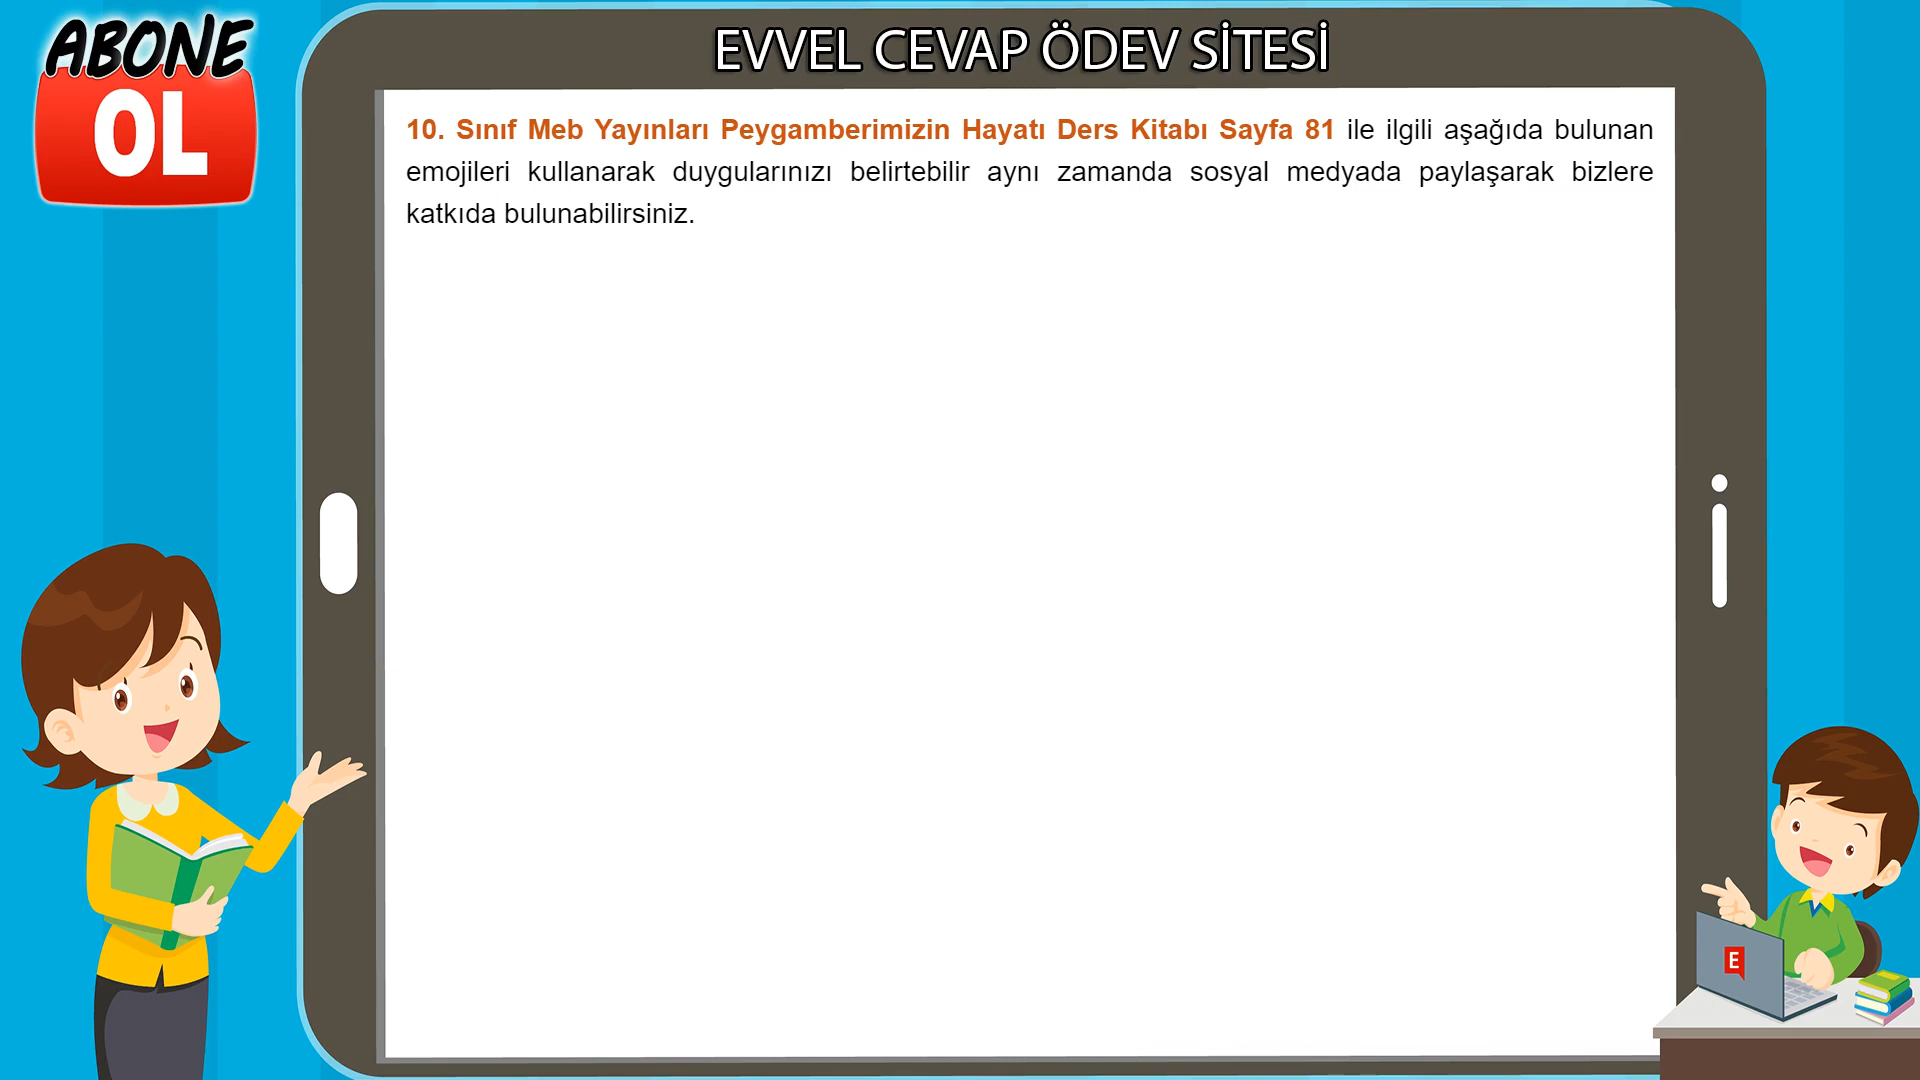 ABONE
OL
EVVEL CEVAP ÖDEV SİTESİ
10. Sınıf Meb Yayınları Peygamberimizin Hayatı Ders Kitabı Sayfa 81 ile ilgili aşağıda bulunan
emojileri kullanarak duygularınızı belirtebilir aynı zamanda sosyal medyada paylaşarak bizlere
katkıda bulunabilirsiniz.
E